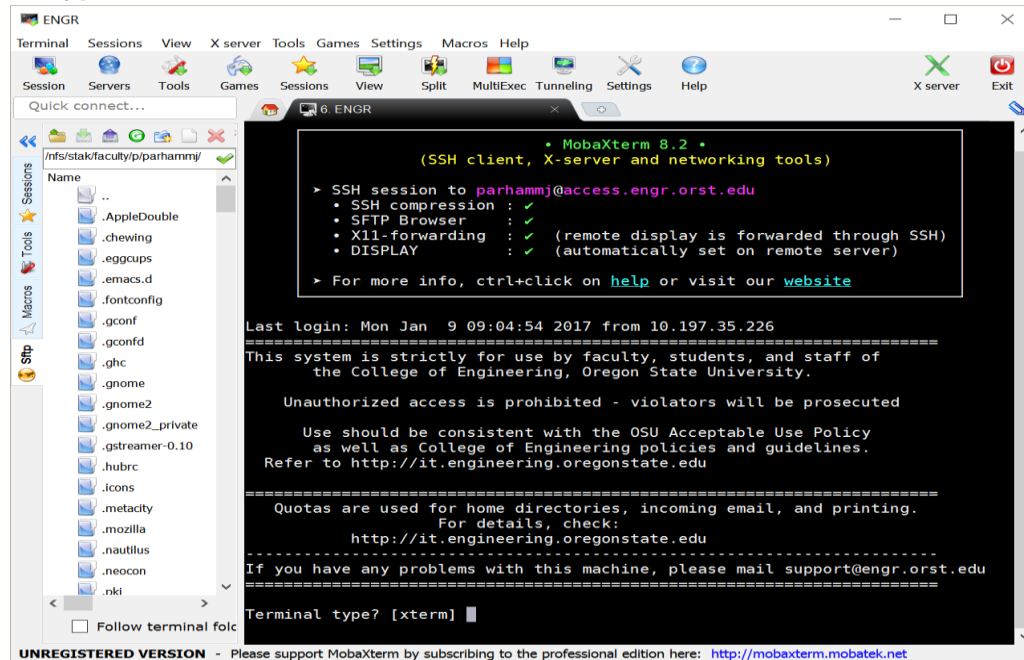 ENGR
Terminal Sessions View X server Tools Games Settings Macros Help
Session Servers Tools Games Sessions View Split MultiExec Tunneling Settings Help X server Exit
Quick connect...
6. ENGR
/nfs/stak/faculty/p/parhammj/
Name
..
.AppleDouble
.chewing
.eggcups
.emacs.d
.fontconfig
.gconf
.gconfd
.ghc
.gnome
.gnome2
.gnome2_private
.gstreamer-0.10
.hubrc
.icons
.metacity
.mozilla
.nautilus
.neocon
.pki
Follow terminal folc
Sessions
Tools
Macros
Sftp
• MobaXterm 8.2 •
(SSH client, X-server and networking tools)
➤ SSH session to parhammj@access.engr.orst.edu
• SSH compression : ✔
• SFTP Browser : ✔
• X11-forwarding : ✔ (remote display is forwarded through SSH)
• DISPLAY : ✔ (automatically set on remote server)
➤ For more info, ctrl+click on help or visit our website
Last login: Mon Jan 9 09:04:54 2017 from 10.197.35.226
========================================================================
This system is strictly for use by faculty, students, and staff of
the College of Engineering, Oregon State University.
Unauthorized access is prohibited - violators will be prosecuted
Use should be consistent with the OSU Acceptable Use Policy
as well as College of Engineering policies and guidelines.
Refer to http://it.engineering.oregonstate.edu
========================================================================
Quotas are used for home directories, incoming email, and printing.
For details, check:
http://it.engineering.oregonstate.edu
------------------------------------------------------------------------
If you have any problems with this machine, please mail support@engr.orst.edu
========================================================================
Terminal type? [xterm]
UNREGISTERED VERSION - Please support MobaXterm by subscribing to the professional edition here: http://mobaxterm.mobatek.net